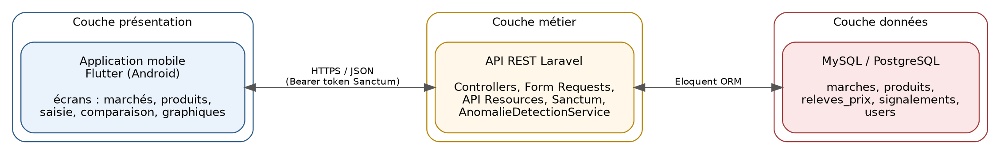 Couche présentation
Application mobile
Flutter (Android)
écrans : marchés, produits,
saisie, comparaison, graphiques
HTTPS / JSON
(Bearer token Sanctum)
Couche métier
API REST Laravel
Controllers, Form Requests,
API Resources, Sanctum,
AnomalieDetectionService
Eloquent ORM
Couche données
MySQL / PostgreSQL
marches, produits,
releves_prix, signalements,
users